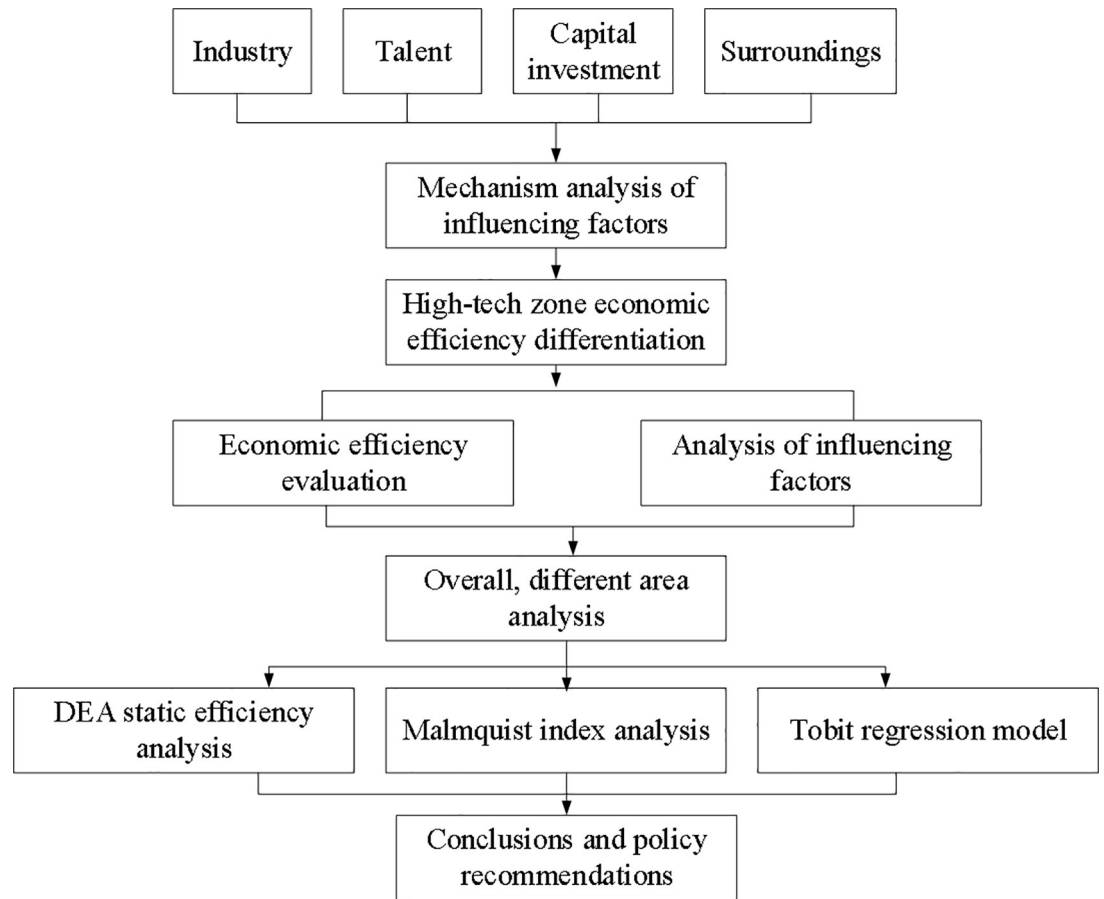 Industry
Talent
Capital
investment
Surroundings
Mechanism analysis of
influencing factors
High-tech zone economic
efficiency differentiation
Economic efficiency
evaluation
Analysis of influencing
factors
Overall, different area
analysis
DEA static efficiency
analysis
Malmquist index analysis
Tobit regression model
Conclusions and policy
recommendations